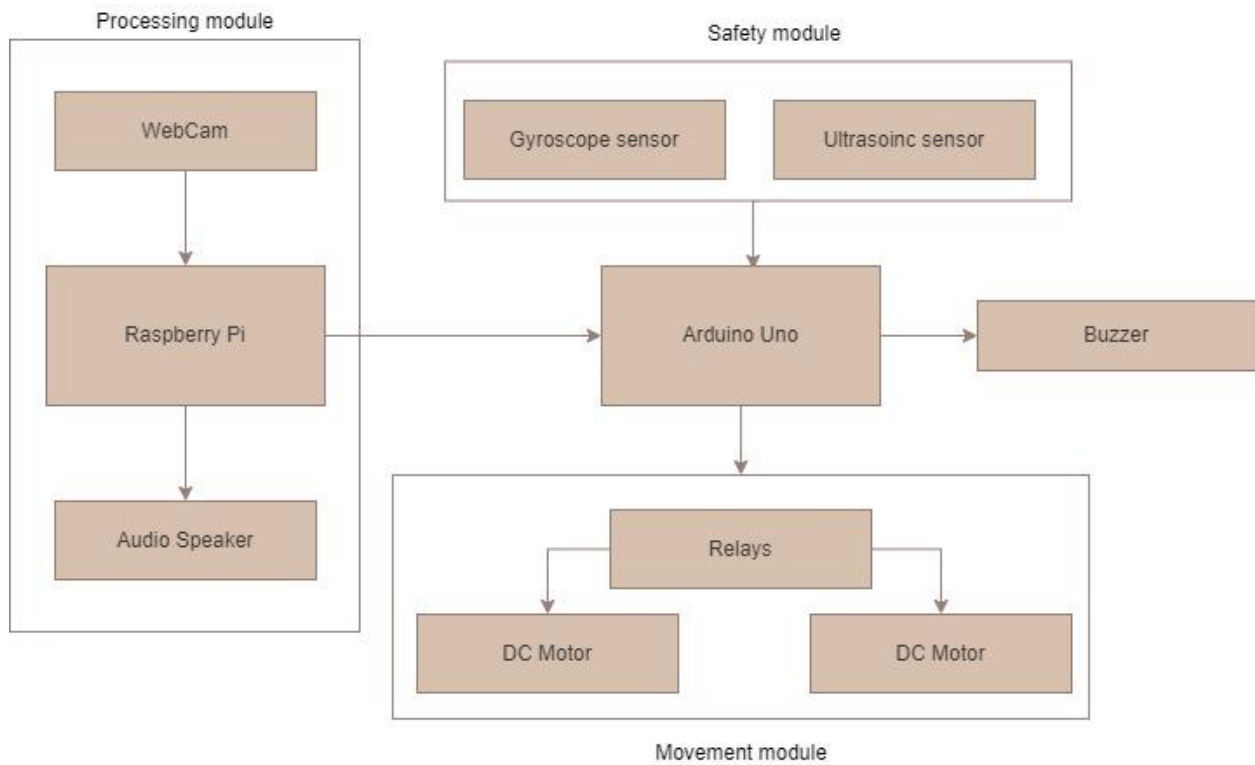 Processing module
Safety module
WebCam
Gyroscope sensor
Ultrasoinc sensor
Raspberry Pi
Arduino Uno
Buzzer
Audio Speaker
Relays
DC Motor
DC Motor
Movement module